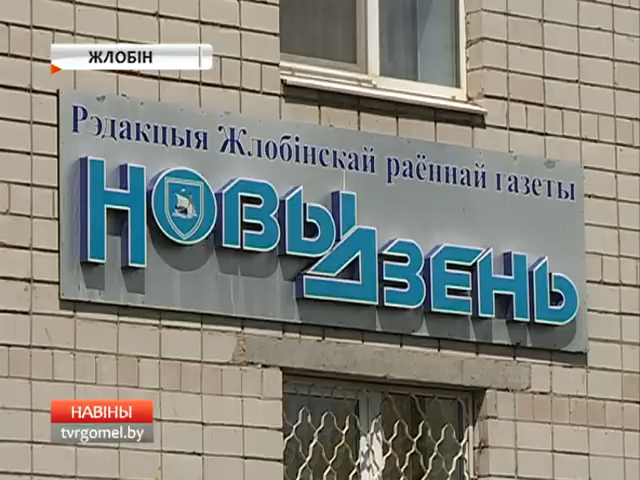 ЖЛОБІН
Рэдакцыя Жлобінскай раённай газеты
НОВЫ ДЗЕНЬ
НАВІНЫ
tvrgomel.by